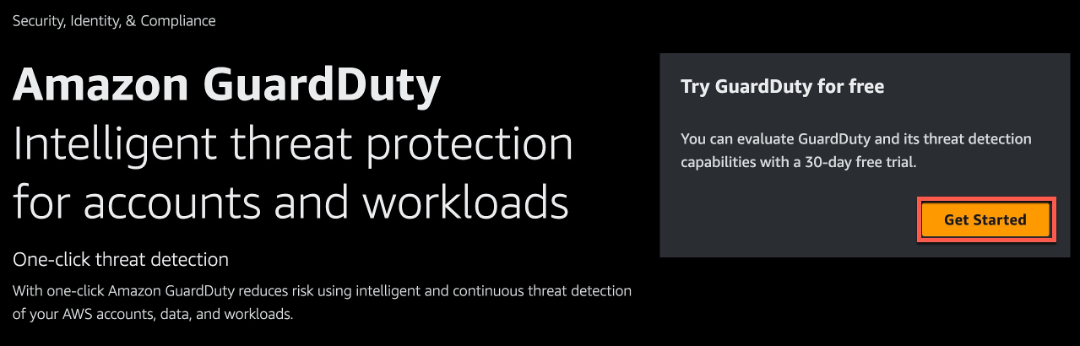 Security, Identity, & Compliance
Amazon GuardDuty
Intelligent threat protection
for accounts and workloads
One-click threat detection
With one-click Amazon GuardDuty reduces risk using intelligent and continuous threat detection
of your AWS accounts, data, and workloads.
Try GuardDuty for free
You can evaluate GuardDuty and its threat detection
capabilities with a 30-day free trial.
Get Started